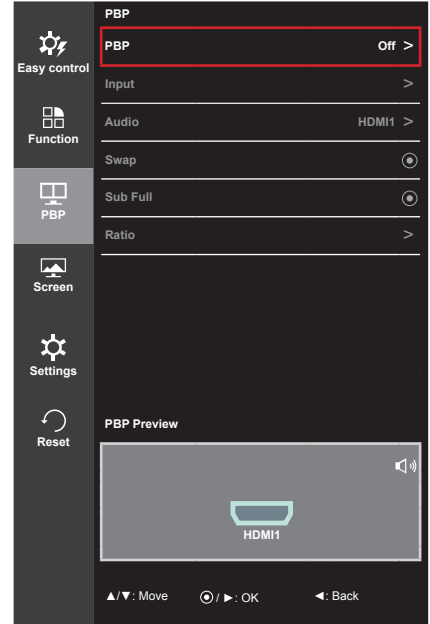 Easy control
Function
PBP
Screen
Settings
Reset
PBP
PBP Off >
Input >
Audio HDMI1 >
Swap
Sub Full
Ratio >
PBP Preview
HDMI1
▲/▼: Move ◉/ ►: OK ◄: Back